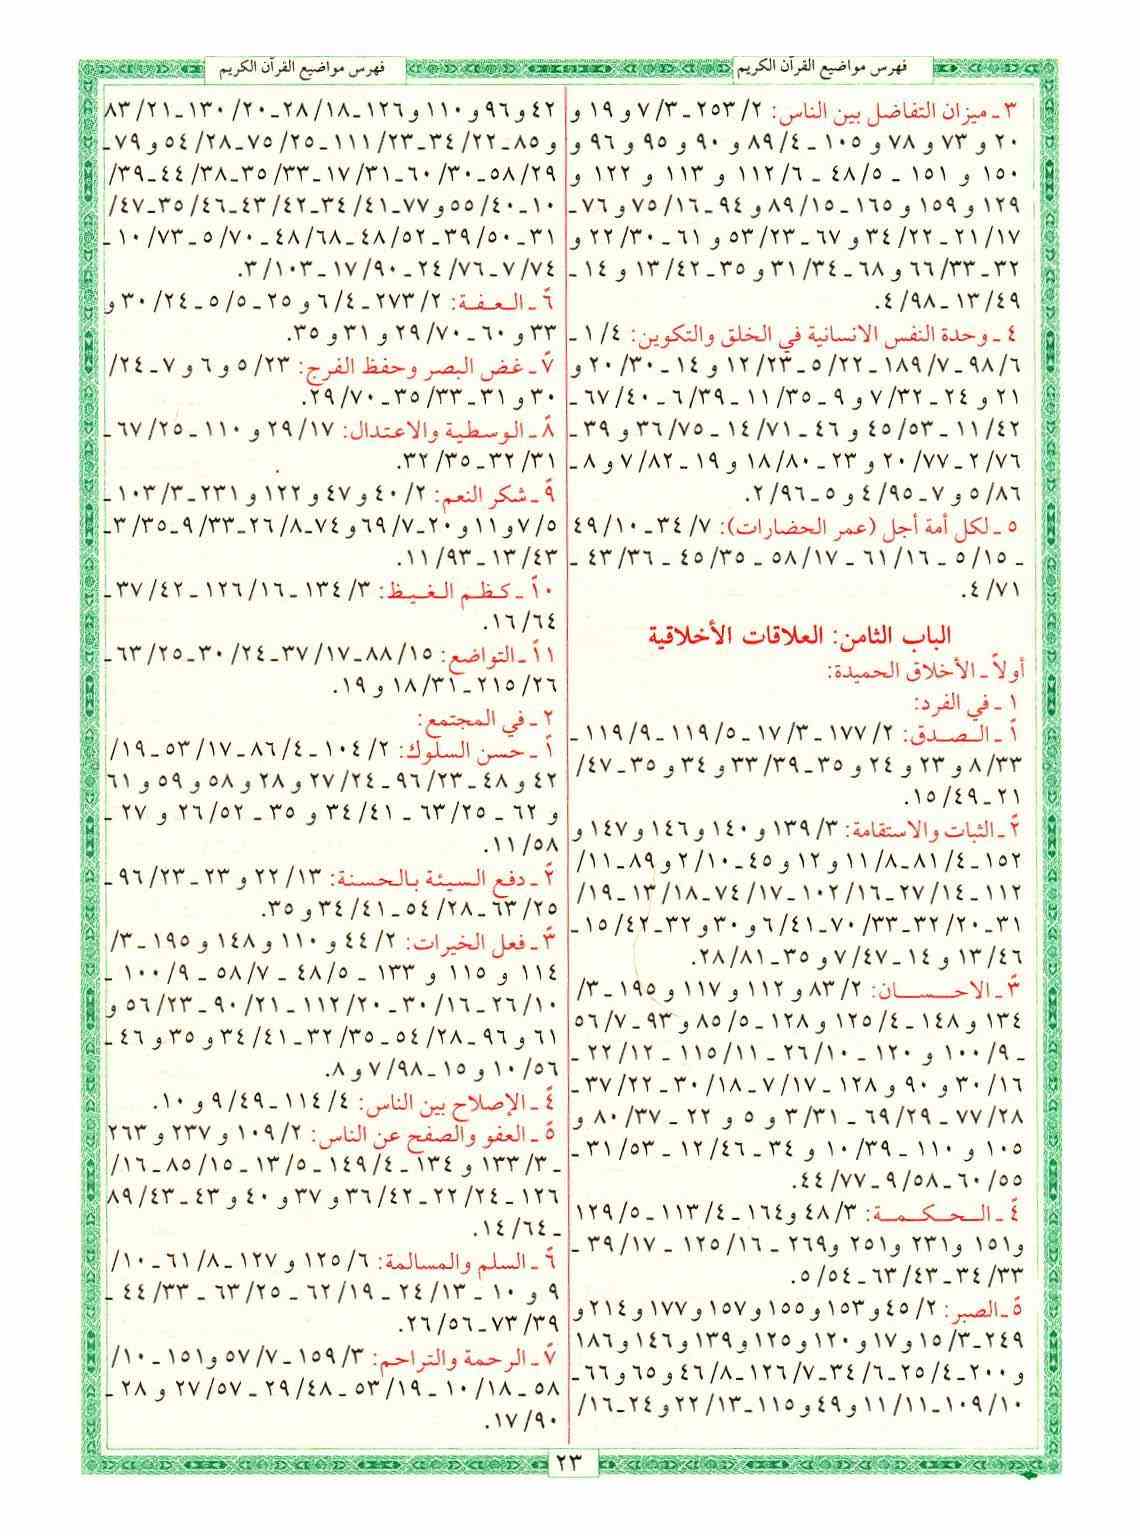 فهرس مواضيع القرآن الكريم
فهرس مواضيع القرآن الكريم
٣ ـ ميزان التفاضل بين الناس: ٢/ ٢٥٣ ـ ٣/ ٧ و ١٩ و
٢٠ و ٧٣ و ٧٨ و ١٠٥ ـ ٤/ ٨٩ و ٩٠ و ٩٥ و ٩٦ و
١٥٠ و ١٥١ ـ ٥/ ٤٨ ـ ٦/ ١١٢ و ١١٣ و ١٢٢ و
١٢٩ و ١٥٩ و ١٦٥ ـ ١٥/ ٨٩ و ٩٤ ـ ١٦/ ٧٥ و ٧٦ ـ
١٧/ ٢١ ـ ٢٢/ ٣٤ و ٦٧ ـ ٢٣/ ٥٣ و ٦١ ـ ٣٠/ ٢٢ و
٣٢ ـ ٣٣/ ٦٦ و ٦٨ ـ ٣٤/ ٣١ و ٣٥ ـ ٤٢/ ١٣ و ١٤ ـ
٤٩/ ١٣ ـ ٩٨/ ٤.
٤ ـ وحدة النفس الانسانية في الخلق والتكوين: ٤/ ١ ـ
٦/ ٩٨ ـ ٧/ ١٨٩ ـ ٢٢/ ٥ ـ ٢٣/ ١٢ و ١٤ ـ ٣٠/ ٢٠ و
٢١ و ٢٤ ـ ٣٢/ ٧ و ٩ ـ ٣٥/ ١١ ـ ٣٩/ ٦ ـ ٤٠/ ٦٧ ـ
٤٢/ ١١ ـ ٥٣/ ٤٥ و ٤٦ ـ ٧١/ ١٤ ـ ٧٥/ ٣٦ و ٣٩ ـ
٧٦/ ٢ ـ ٧٧/ ٢٠ و ٢٣ ـ ٨٠/ ١٨ و ١٩ ـ ٨٢/ ٧ و ٨ ـ
٨٦/ ٥ و ٧ ـ ٩٥/ ٤ و ٥ ـ ٩٦/ ٢.
٥ ـ لكل أمة أجل (عمر الحضارات): ٧/ ٣٤ ـ ١٠/ ٤٩
ـ ١٥/ ٥ ـ ١٦/ ٦١ ـ ١٧/ ٥٨ ـ ٣٥/ ٤٥ ـ ٣٦/ ٤٣ ـ
٧١/ ٤.
الباب الثامن: العلاقات الأخلاقية
أولاً ـ الأخلاق الحميدة:
١ ـ في الفرد:
أً ـ الـصدق: ٢/ ١٧٧ ـ ٣/ ١٧ ـ ٥/ ١١٩ ـ ٩/ ١١٩ ـ
٣٣/ ٨ و ٢٣ و ٢٤ و ٣٥ ـ ٣٩/ ٣٣ و ٣٤ و ٣٥ ـ ٤٧/
٢١ ـ ٤٩/ ١٥.
٢ً ـ الثبات والاستقامة: ٣/ ١٣٩ و ١٤٠ و ١٤٦ و ١٤٧ و
١٥٢ ـ ٤/ ٨١ ـ ٨/ ١١ و ١٢ و ٤٥ ـ ١٠/ ٢ و ٨٩ ـ ١١/
١١٢ ـ ١٤/ ٢٧ ـ ١٦/ ١٠٢ ـ ١٧/ ٧٤ ـ ١٨/ ١٣ ـ ١٩/
٣١ ـ ٢٠/ ٣٢ ـ ٣٣/ ٧٠ ـ ٤١/ ٦ و ٣٠ و ٣٢ ـ ٤٢/ ١٥ ـ
٤٦/ ١٣ و ١٤ ـ ٤٧/ ٧ و ٣٥ ـ ٨١/ ٢٨.
٣ً ـ الاحـــســـان: ٢/ ٨٣ و ١١٢ و ١١٧ و ١٩٥ ـ ٣/
١٣٤ و ١٤٨ ـ ٤/ ١٢٥ و ١٢٨ ـ ٥/ ٨٥ و ٩٣ ـ ٧/ ٥٦
ـ ٩/ ١٠٠ و ١٢٠ ـ ١٠/ ٢٦ ـ ١١/ ١١٥ ـ ١٢/ ٢٢ ـ
١٦/ ٣٠ و ٩٠ و ١٢٨ ـ ١٧/ ٧ ـ ١٨/ ٣٠ ـ ٢٢/ ٣٧ ـ
٢٨/ ٧٧ ـ ٢٩/ ٦٩ ـ ٣١/ ٣ و ٥ و ٢٢ ـ ٣٧/ ٨٠ و
١٠٥ و ١١٠ ـ ٣٩/ ١٠ و ٣٤ ـ ٤٦/ ١٢ ـ ٥٣/ ٣١ ـ
٥٥/ ٦٠ ـ ٥٨/ ٩ ـ ٧٧/ ٤٤.
٤ً ـ الـحـكـمـة: ٣/ ٤٨ و ١٦٤ ـ ٤/ ١١٣ ـ ٥/ ١٢٩
و ١٥١ و ٢٣١ و ٢٥١ و ٢٦٩ ـ ١٦/ ١٢٥ ـ ١٧/ ٣٩ ـ
٣٣/ ٣٤ ـ ٤٣/ ٦٣ ـ ٥٤/ ٥.
٥ً ـ الصبر: ٢/ ٤٥ و ١٥٣ و ١٥٥ و ١٥٧ و ١٧٧ و ٢١٤ و
٢٤٩ ـ ٣/ ١٥ و ١٧ و ١٢٠ و ١٢٥ و ١٣٩ و ١٤٦ و ١٨٦
و ٢٠٠ ـ ٤/ ٢٥ ـ ٦/ ٣٤ ـ ٧/ ١٢٦ ـ ٨/ ٤٦ و ٦٥ و ٦٦ ـ
١٠/ ١٠٩ ـ ١١/ ١١ و ٤٩ و ١١٥ ـ ١٣/ ٢٢ و ٢٤ ـ ١٦/
٤٢ و ٩٦ و ١١٠ و ١٢٦ ـ ١٨/ ٢٨ ـ ٢٠/ ١٣٠ ـ ٢١/ ٨٣
و ٨٥ ـ ٢٢/ ٣٤ ـ ٢٣/ ١١١ ـ ٢٥/ ٧٥ ـ ٢٨/ ٥٤ و ٧٩ ـ
٢٩/ ٥٨ ـ ٣٠/ ٦٠ ـ ٣١/ ١٧ ـ ٣٣/ ٣٥ ـ ٣٨/ ٤٤ ـ ٣٩/
١٠ ـ ٤٠/ ٥٥ و ٧٧ ـ ٤١/ ٣٤ ـ ٤٢/ ٤٣ ـ ٤٦/ ٣٥ ـ ٤٧/
٣١ ـ ٥٠/ ٣٩ ـ ٥٢/ ٤٨ ـ ٦٨/ ٤٨ ـ ٧٠/ ٥ ـ ٧٣/ ١٠ ـ
٧٤/ ٧ ـ ٧٦/ ٢٤ ـ ٩٠/ ١٧ ـ ١٠٣/ ٣.
٦ً ـ الـعـفـة: ٢/ ٢٧٣ ـ ٤/ ٦ و ٢٥ ـ ٥/ ٥ ـ ٢٤/ ٣٠ و
٣٣ و ٦٠ ـ ٧٠/ ٢٩ و ٣١ و ٣٥.
٧ً ـ غض البصر وحفظ الفرج: ٢٣/ ٥ و ٦ و ٧ ـ ٢٤/
٣٠ و ٣١ ـ ٣٣/ ٣٥ ـ ٧٠/ ٢٩.
٨ً ـ الـوسطية والاعتدال: ١٧/ ٢٩ و ١١٠ ـ ٢٥/ ٦٧ ـ
٣١/ ٣٢ ـ ٣٥/ ٣٢.
٩ً ـ شكر النعم: ٢/ ٤٠ و ٤٧ و ١٢٢ و ٢٣١ ـ ٣/ ١٠٣ ـ
٥/ ٧ و ١١ و ٢٠ ـ ٧/ ٦٩ و ٧٤ ـ ٨/ ٢٦ ـ ٣٣/ ٩ ـ ٣٥/ ٣ ـ
٤٣/ ١٣ ـ ٩٣/ ١١.
١٠ً ـ كـظـم الـغـيـظ: ٣/ ١٣٤ ـ ١٦/ ١٢٦ ـ ٤٢/ ٣٧ ـ
٦٤/ ١٦.
١١ً ـ التواضع: ١٥/ ٨٨ ـ ١٧/ ٣٧ ـ ٢٤/ ٣٠ ـ ٢٥/ ٦٣ ـ
٢٦/ ٢١٥ ـ ٣١/ ١٨ و ١٩.
٢ ـ في المجتمع:
أً ـ حسن السلوك: ٢/ ١٠٤ ـ ٤/ ٨٦ ـ ١٧/ ٥٣ ـ ١٩/
٤٢ و ٤٨ ـ ٢٣/ ٩٦ ـ ٢٤/ ٢٧ و ٢٨ و ٥٨ و ٥٩ و ٦١
و ٦٢ ـ ٢٥/ ٦٣ ـ ٤١/ ٣٤ و ٣٥ ـ ٥٢/ ٢٦ و ٢٧ ـ
٥٨/ ١١.
٢ً ـ دفع السيئة بـالـحسنة: ١٣/ ٢٢ و ٢٣ ـ ٢٣/ ٩٦ ـ
٢٥/ ٦٣ ـ ٢٨/ ٥٤ ـ ٤١/ ٣٤ و ٣٥.
٣ً ـ فعل الخيرات: ٢/ ٤٤ و ١١٠ و ١٤٨ و ١٩٥ ـ ٣/
١١٤ و ١١٥ و ١٣٣ ـ ٥/ ٤٨ ـ ٧/ ٥٨ ـ ٩/ ١٠٠ ـ
١٠/ ٢٦ ـ ١٦/ ٣٠ ـ ٢٠/ ١١٢ ـ ٢١/ ٩٠ ـ ٢٣/ ٥٦ و
٦١ و ٩٦ ـ ٢٨/ ٥٤ ـ ٣٥/ ٣٢ ـ ٤١/ ٣٤ و ٣٥ و ٤٦ ـ
٥٦/ ١٠ و ١٥ ـ ٩٨/ ٧ و ٨.
٤ً ـ الإصلاح بين الناس: ٤/ ١١٤ ـ ٤٩/ ٩ و ١٠.
٥ً ـ العفو والصفح عن الناس: ٢/ ١٠٩ و ٢٣٧ و ٢٦٣
ـ ٣/ ١٣٣ و ١٣٤ ـ ٤/ ١٤٩ ـ ٥/ ١٣ ـ ١٥/ ٨٥ ـ ١٦/
١٢٦ ـ ٢٤/ ٢٢ ـ ٤٢/ ٣٦ و ٣٧ و ٤٠ و ٤٣ ـ ٤٣/ ٨٩
ـ ٦٤/ ١٤.
٦ً ـ السلم والمسالمة: ٦/ ١٢٥ و ١٢٧ ـ ٨/ ٦١ ـ ١٠/
٩ و ١٠ ـ ١٣/ ٢٤ ـ ١٩/ ٦٢ ـ ٢٥/ ٦٣ ـ ٣٣/ ٤٤ ـ
٣٩/ ٧٣ ـ ٥٦/ ٢٦.
٧ً ـ الرحمة والتراحم: ٣/ ١٥٩ ـ ٧/ ٥٧ و ١٥١ ـ ١٠/
٥٨ ـ ١٨/ ١٠ ـ ١٩/ ٥٣ ـ ٤٨/ ٢٩ ـ ٥٧/ ٢٧ و ٢٨ ـ
٩٠/ ١٧.
٢٣